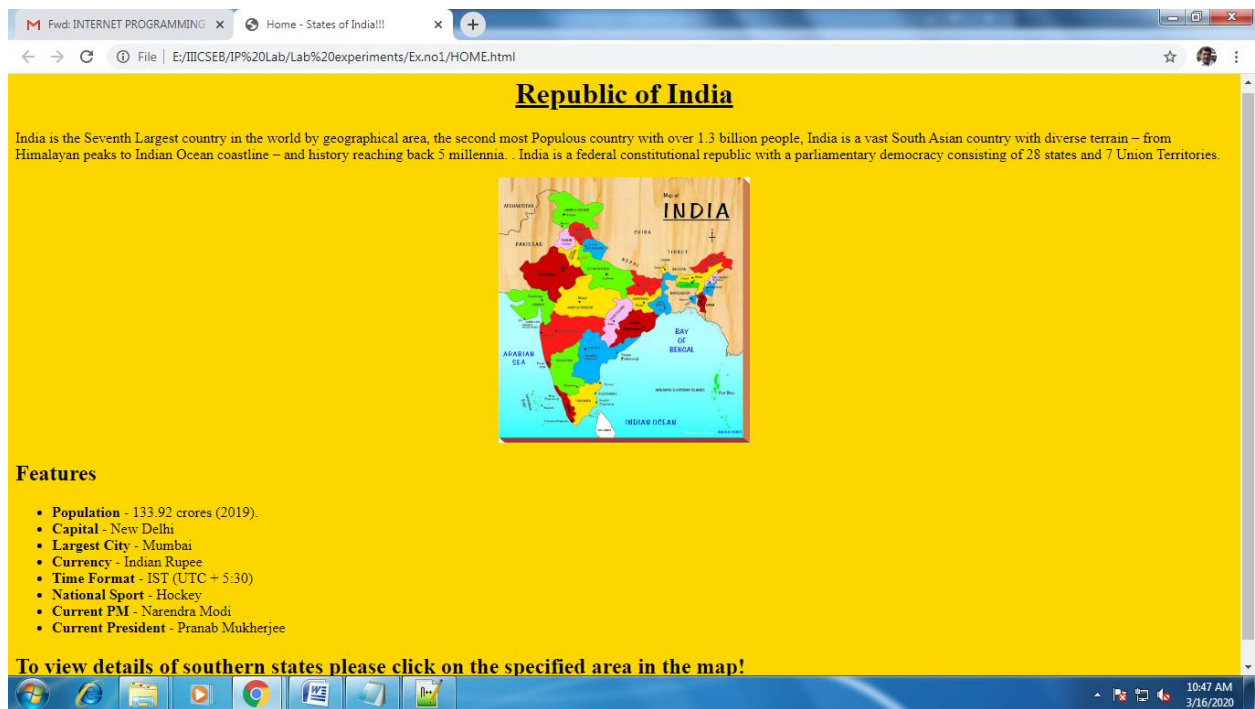 Fwd: INTERNET PROGRAMMING
Home - States of India!!!
File | E:/IIICSEB/IP%20Lab/Lab%20experiments/Ex.no1/HOME.html
Republic of India
India is the Seventh Largest country in the world by geographical area, the second most Populous country with over 1.3 billion people, India is a vast South Asian country with diverse terrain – from
Himalayan peaks to Indian Ocean coastline – and history reaching back 5 millennia. . India is a federal constitutional republic with a parliamentary democracy consisting of 28 states and 7 Union Territories.
Map of
INDIA
AFGHANISTAN
PAKISTAN
CHINA
TIBET
NEPAL
BHUTAN
BANGLADESH
ARABIAN
SEA
BAY
OF
BENGAL
INDIAN OCEAN
Features
• Population - 133.92 crores (2019).
• Capital - New Delhi
• Largest City - Mumbai
• Currency - Indian Rupee
• Time Format - IST (UTC + 5:30)
• National Sport - Hockey
• Current PM - Narendra Modi
• Current President - Pranab Mukherjee
To view details of southern states please click on the specified area in the map!
10:47 AM
3/16/2020